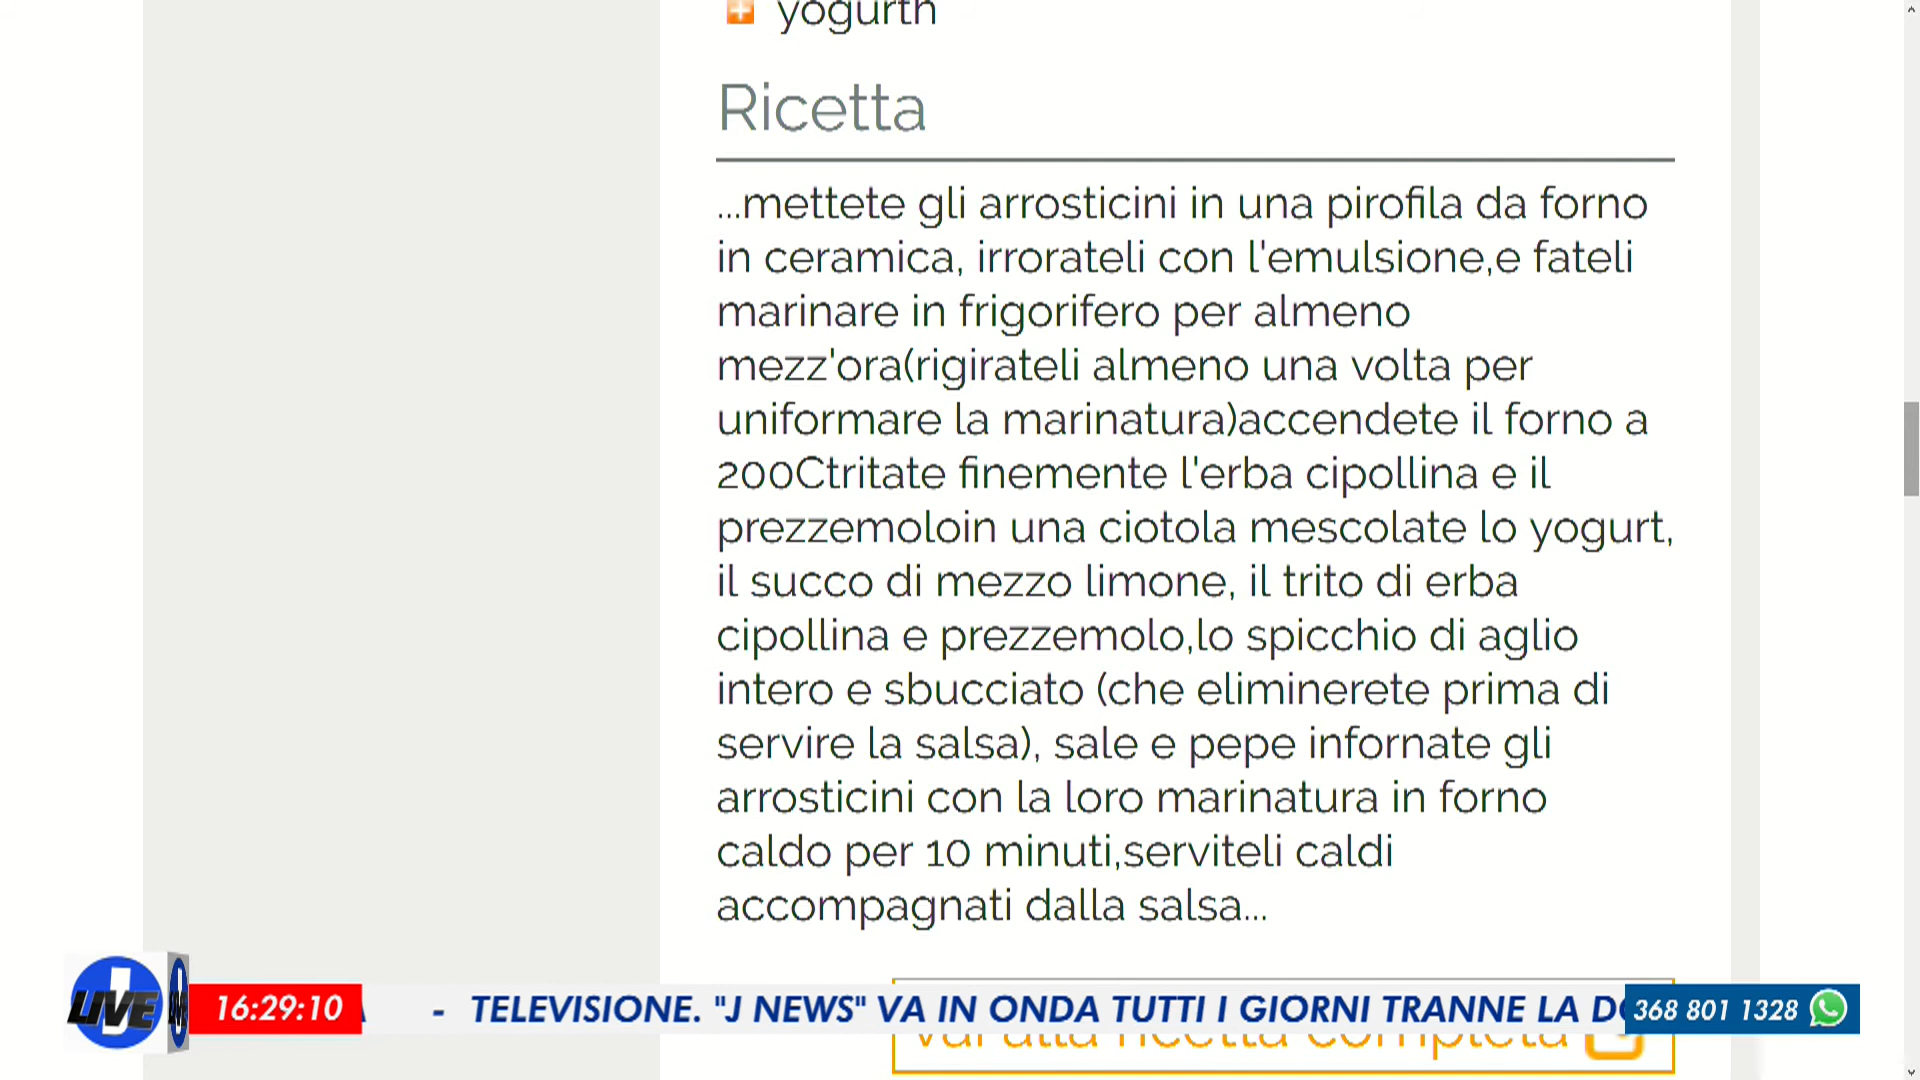 yogurth
Ricetta
...mettete gli arrosticini in una pirofila da forno
in ceramica, irrorateli con l'emulsione,e fateli
marinare in frigorifero per almeno
mezz'ora(rigirateli almeno una volta per
uniformare la marinatura)accendete il forno a
200Ctritate finemente l'erba cipollina e il
prezzemoloin una ciotola mescolate lo yogurt,
il succo di mezzo limone, il trito di erba
cipollina e prezzemolo,lo spicchio di aglio
intero e sbucciato (che eliminerete prima di
servire la salsa), sale e pepe infornate gli
arrosticini con la loro marinatura in forno
caldo per 10 minuti,serviteli caldi
accompagnati dalla salsa...
J LIVE
16:29:10
- TELEVISIONE. "J NEWS" VA IN ONDA TUTTI I GIORNI TRANNE LA
368 801 1328
vai alla ricetta completa